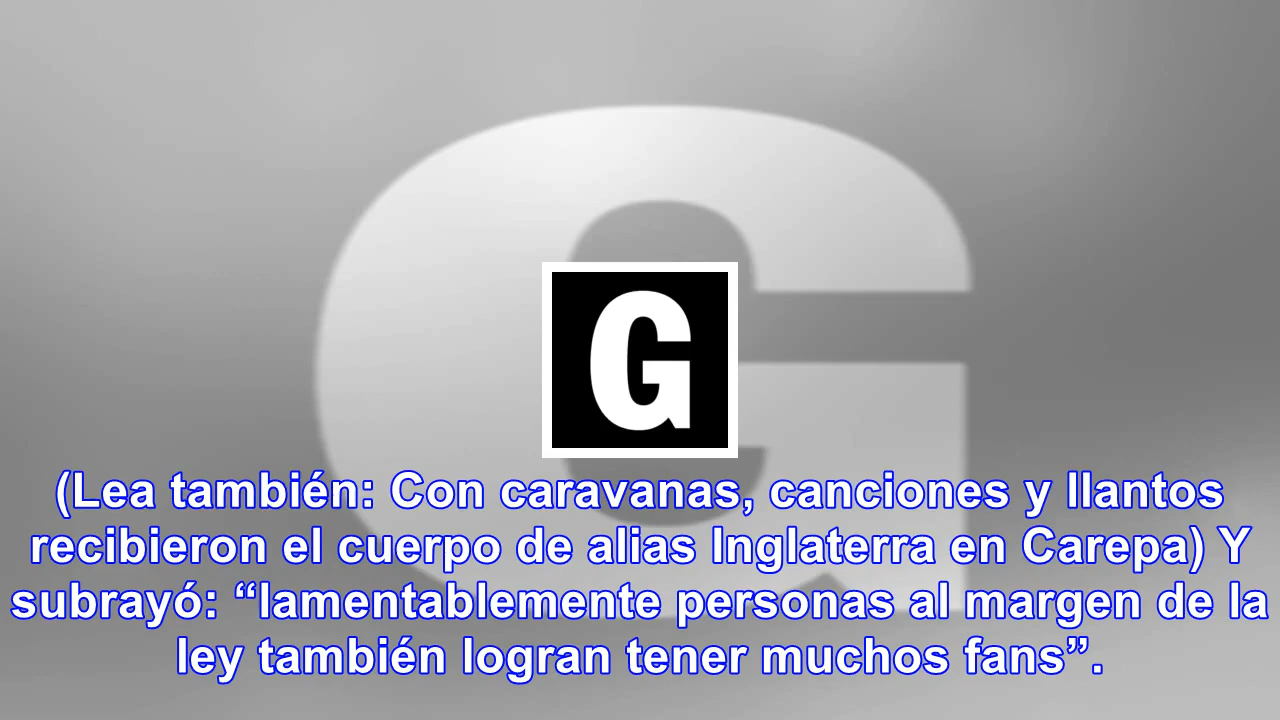 G
(Lea también: Con caravanas, canciones y llantos
recibieron el cuerpo de alias Inglaterra en Carepa) Y
subrayó: “lamentablemente personas al margen de la
ley también logran tener muchos fans”.